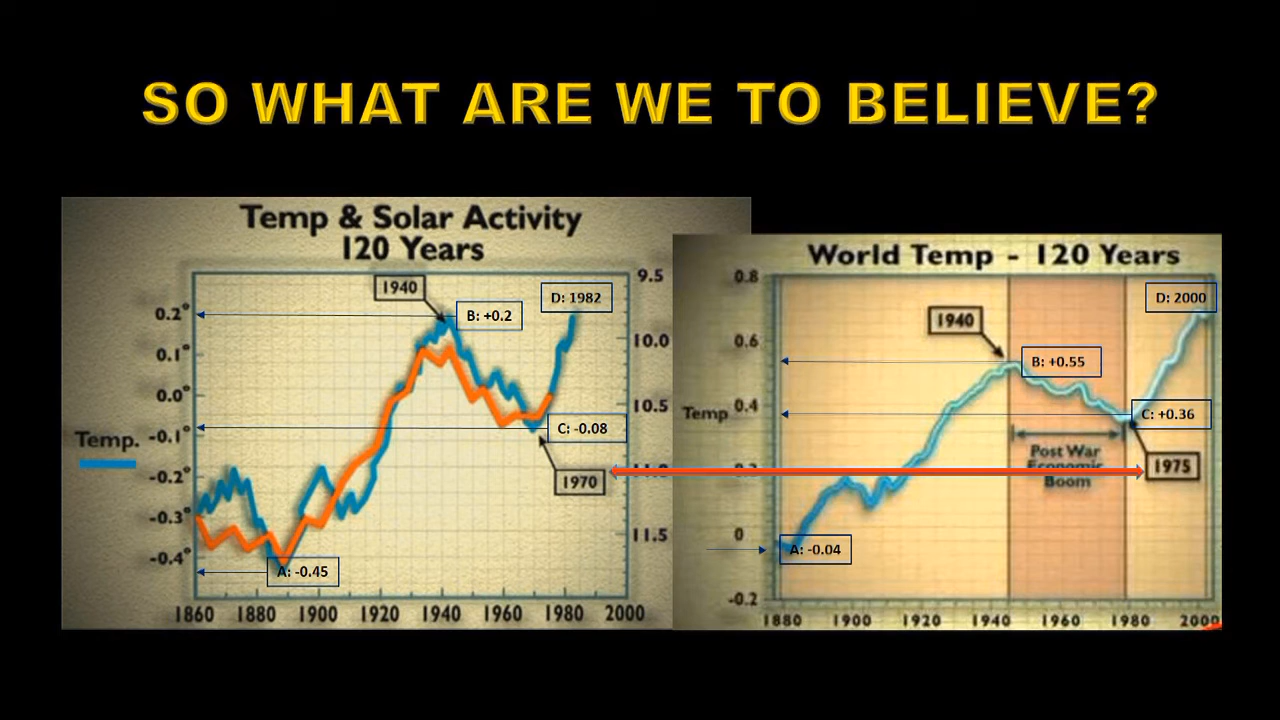 SO WHAT ARE WE TO BELIEVE?
Temp & Solar Activity
120 Years
1940
D: 1982
B: +0.2
C: -0.08
1970
A: -0.45
Temp.
0.2°
0.1°
0.0°
-0.1°
-0.2°
-0.3°
-0.4°
9.5
10.0
10.5
11.5
1860 1880 1900 1920 1940 1960 1980 2000
World Temp - 120 Years
1940
D: 2000
B: +0.55
C: +0.36
1975
A: -0.04
Post War
Economic
Boom
Temp
0.8
0.6
0.4
0
-0.2
1880 1900 1920 1940 1960 1980 2000